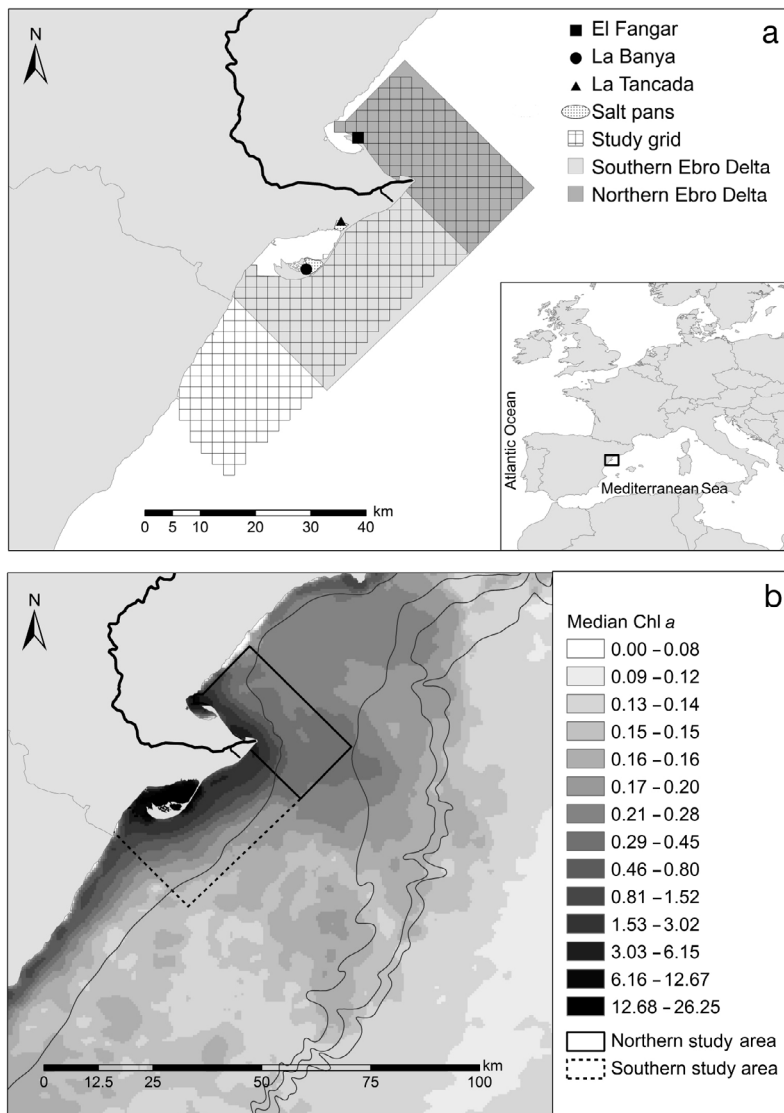 a
N
El Fangar
La Banya
La Tancada
Salt pans
Study grid
Southern Ebro Delta
Northern Ebro Delta
Atlantic Ocean
Mediterranean Sea
km
0 5 10 20 30 40
b
N
Median Chl a
0.00 – 0.08
0.09 – 0.12
0.13 – 0.14
0.15 – 0.15
0.16 – 0.16
0.17 – 0.20
0.21 – 0.28
0.29 – 0.45
0.46 – 0.80
0.81 – 1.52
1.53 – 3.02
3.03 – 6.15
6.16 – 12.67
12.68 – 26.25
Northern study area
Southern study area
km
0 12.5 25 50 75 100